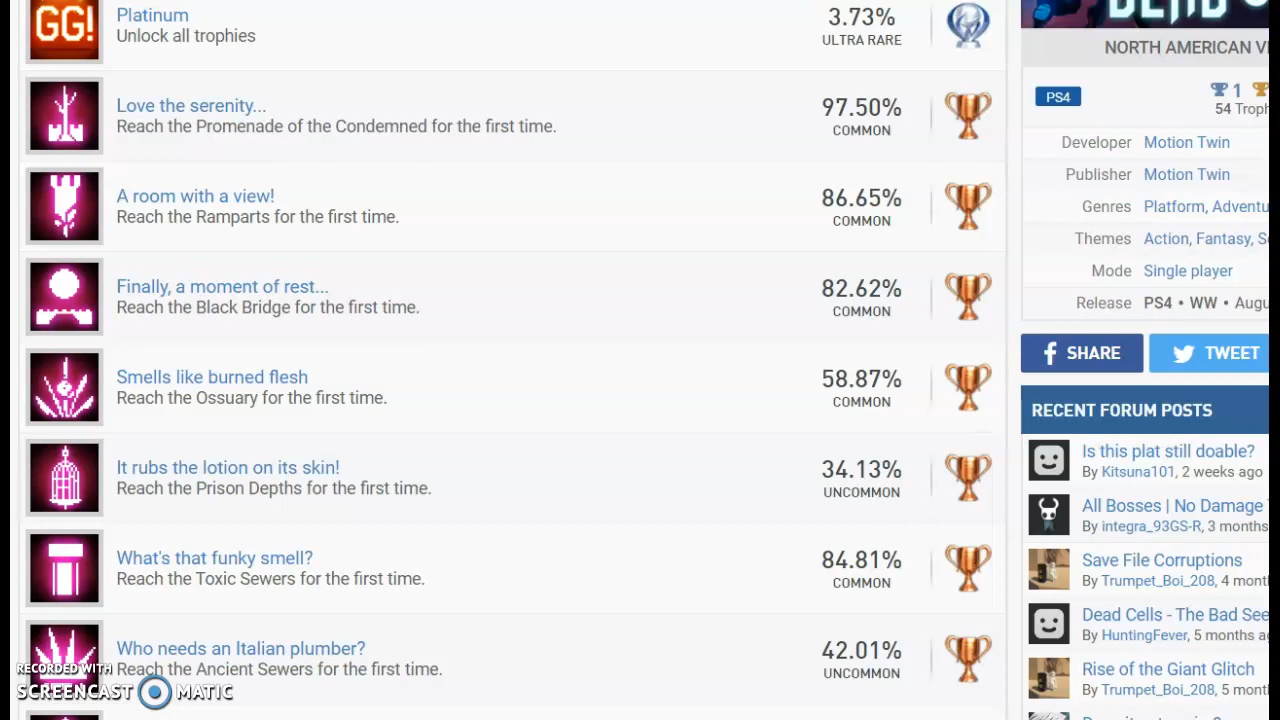 GG!
Platinum
Unlock all trophies
3.73%
ULTRA RARE
Love the serenity...
Reach the Promenade of the Condemned for the first time.
97.50%
COMMON
A room with a view!
Reach the Ramparts for the first time.
86.65%
COMMON
Finally, a moment of rest...
Reach the Black Bridge for the first time.
82.62%
COMMON
Smells like burned flesh
Reach the Ossuary for the first time.
58.87%
COMMON
It rubs the lotion on its skin!
Reach the Prison Depths for the first time.
34.13%
UNCOMMON
What's that funky smell?
Reach the Toxic Sewers for the first time.
84.81%
COMMON
Who needs an Italian plumber?
Reach the Ancient Sewers for the first time.
42.01%
UNCOMMON
RECORDED WITH
SCREENCAST MATIC
DEAD
NORTH AMERICAN
PS4
1
54 Troph
Developer Motion Twin
Publisher Motion Twin
Genres Platform, Adventu
Themes Action, Fantasy, S
Mode Single player
Release PS4 • WW • Augu
SHARE
TWEET
RECENT FORUM POSTS
Is this plat still doable?
By Kitsuna101, 2 weeks ago
All Bosses | No Damage
By integra_93GS-R, 3 months
Save File Corruptions
By Trumpet_Boi_208, 4 mont
Dead Cells - The Bad See
By HuntingFever, 5 months ag
Rise of the Giant Glitch
By Trumpet_Boi_208, 5 mont